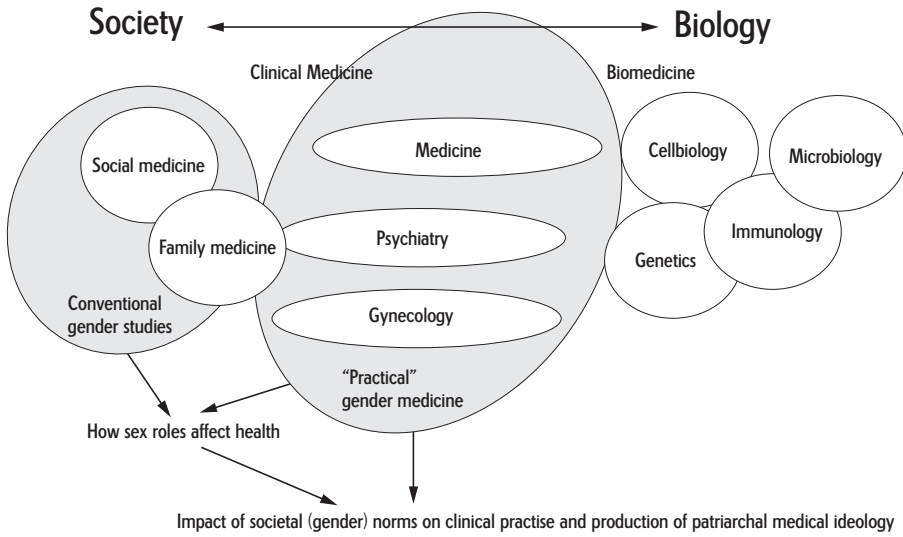 Society
Biology
Clinical Medicine
Biomedicine
Medicine
Cellbiology
Microbiology
Social medicine
Family medicine
Psychiatry
Immunology
Genetics
Conventional
gender studies
Gynecology
“Practical”
gender medicine
How sex roles affect health
Impact of societal (gender) norms on clinical practise and production of patriarchal medical ideology